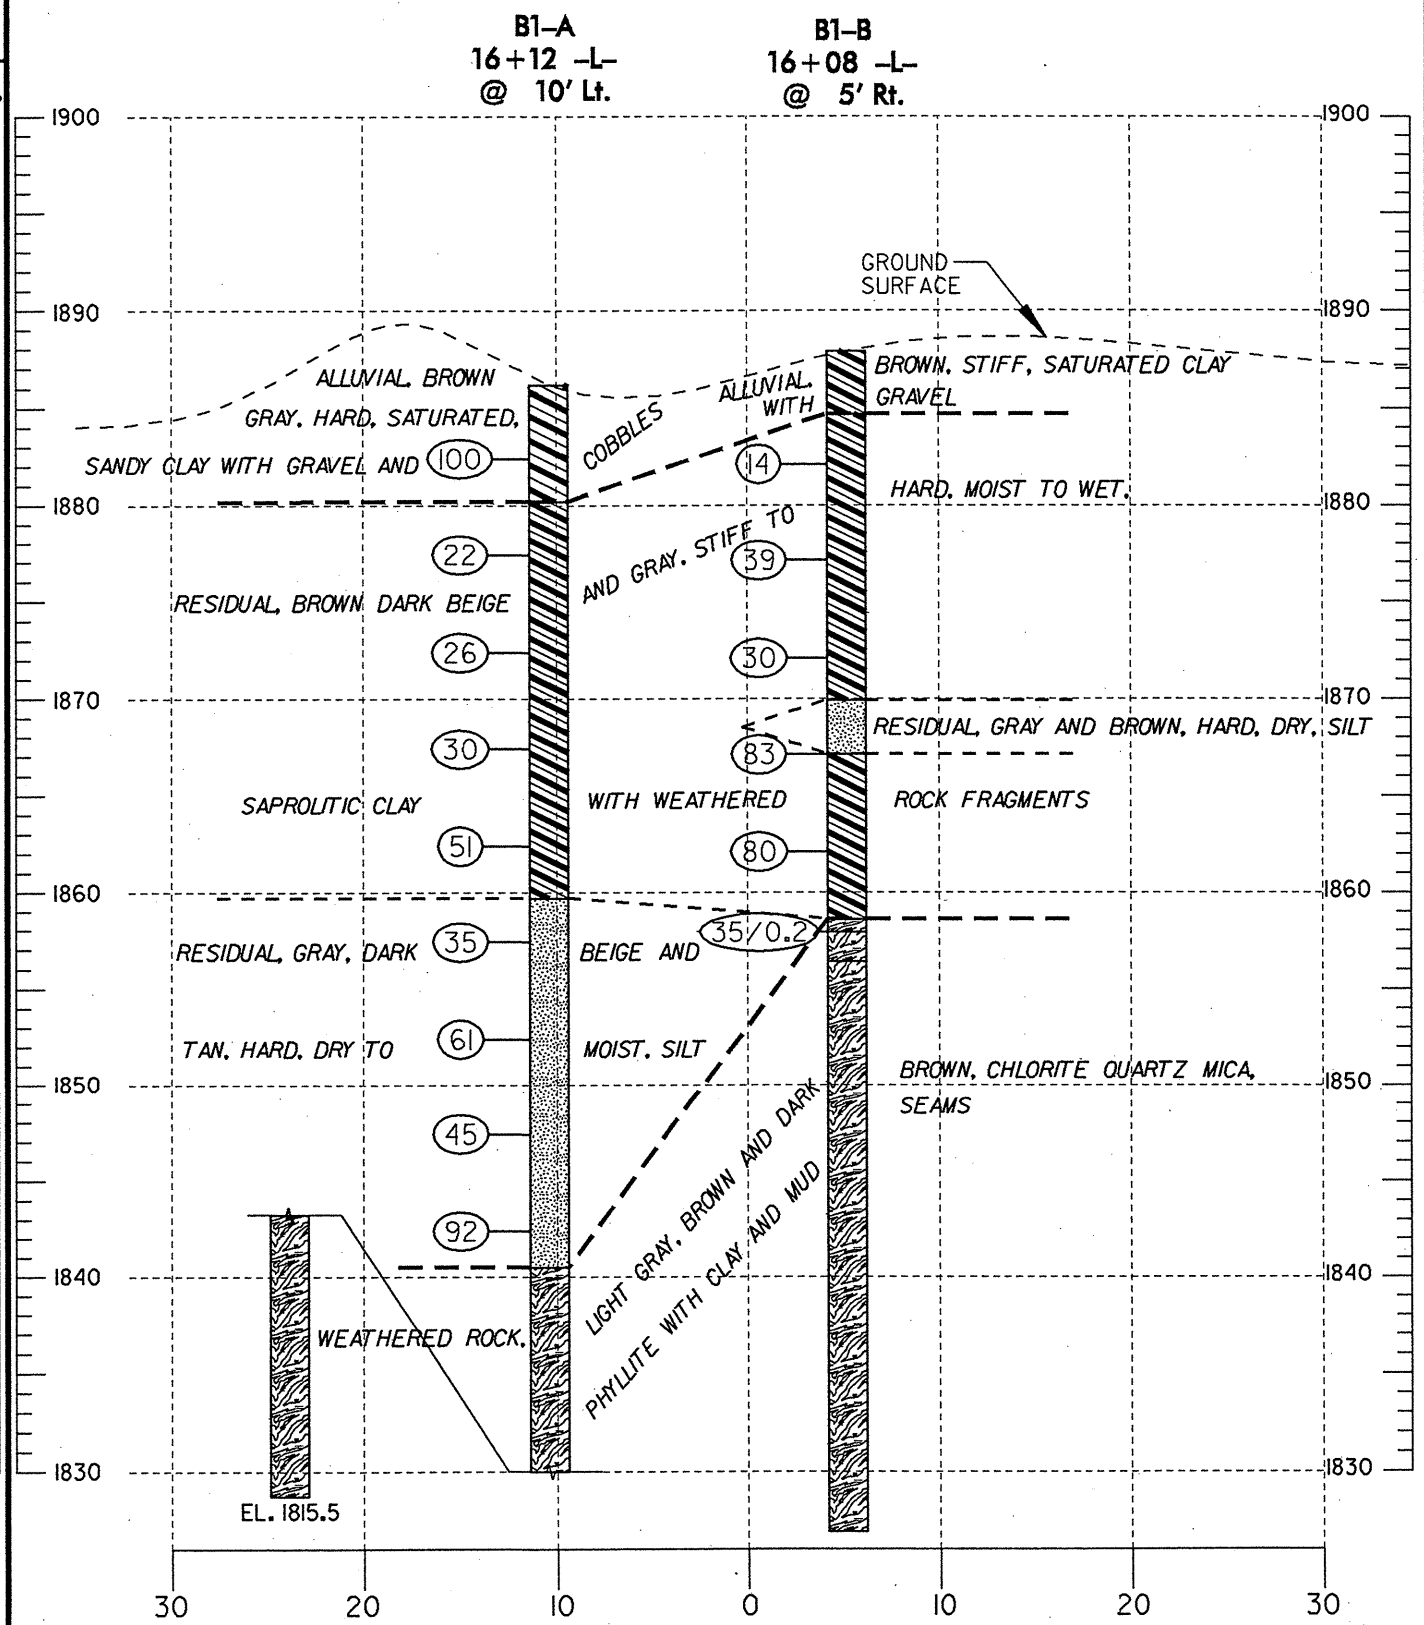 B1-A
16+12 -L-
@ 10' Lt.
B1-B
16+08 -L-
@ 5' Rt.
1900
1900
GROUND
SURFACE
1890
1890
ALLUVIAL, BROWN
GRAY, HARD, SATURATED,
SANDY CLAY WITH GRAVEL AND
COBBLES
ALLUVIAL,
WITH
BROWN, STIFF, SATURATED CLAY
GRAVEL
100
14
HARD, MOIST TO WET,
1880
1880
22
AND GRAY, STIFF TO
39
RESIDUAL, BROWN DARK BEIGE
26
30
1870
1870
RESIDUAL, GRAY AND BROWN, HARD, DRY, SILT
30
83
SAPROLITIC CLAY
WITH WEATHERED
ROCK FRAGMENTS
51
80
1860
1860
35/0.2
35
RESIDUAL, GRAY, DARK
BEIGE AND
61
TAN, HARD, DRY TO
MOIST, SILT
BROWN, CHLORITE QUARTZ MICA,
SEAMS
1850
1850
45
92
LIGHT GRAY, BROWN AND DARK
PHYLLITE WITH CLAY AND MUD
1840
1840
WEATHERED ROCK,
1830
1830
EL. 1815.5
30
20
10
0
10
20
30